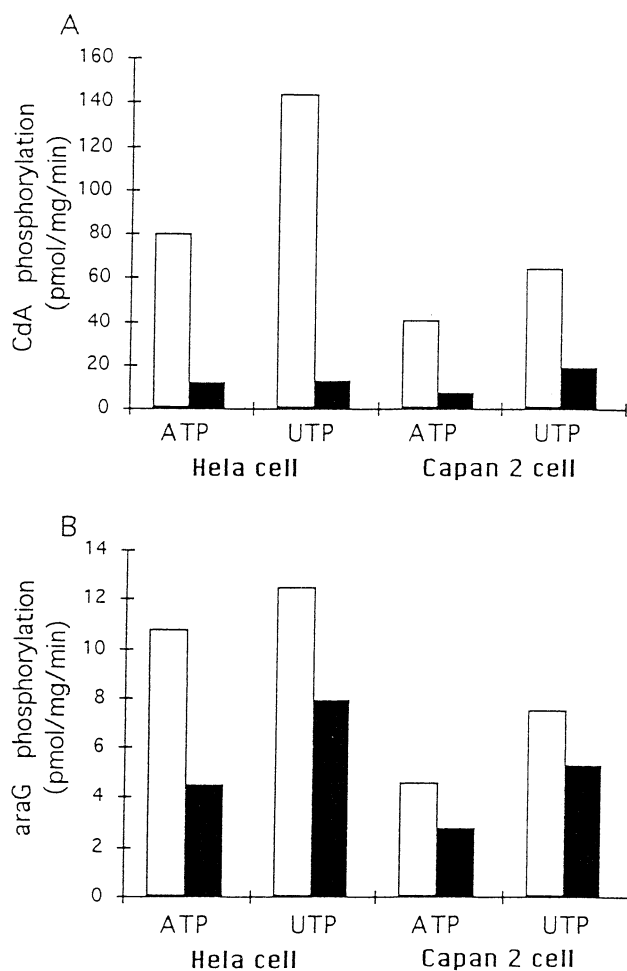 A
160
140
120
100
80
60
40
20
0
CdA phosphorylation
(pmol/mg/min)
ATP UTP ATP UTP
Hela cell Capan 2 cell
B
14
12
10
8
6
4
2
0
araG phosphorylation
(pmol/mg/min)
ATP UTP ATP UTP
Hela cell Capan 2 cell